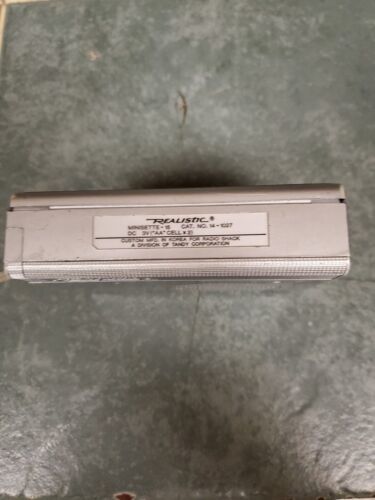 REALISTIC®
MINISETTE-16 CAT. NO. 14-1027
DC 3V ("AA" CELL x 2)
CUSTOM MFG. IN KOREA FOR RADIO SHACK
A DIVISION OF TANDY CORPORATION